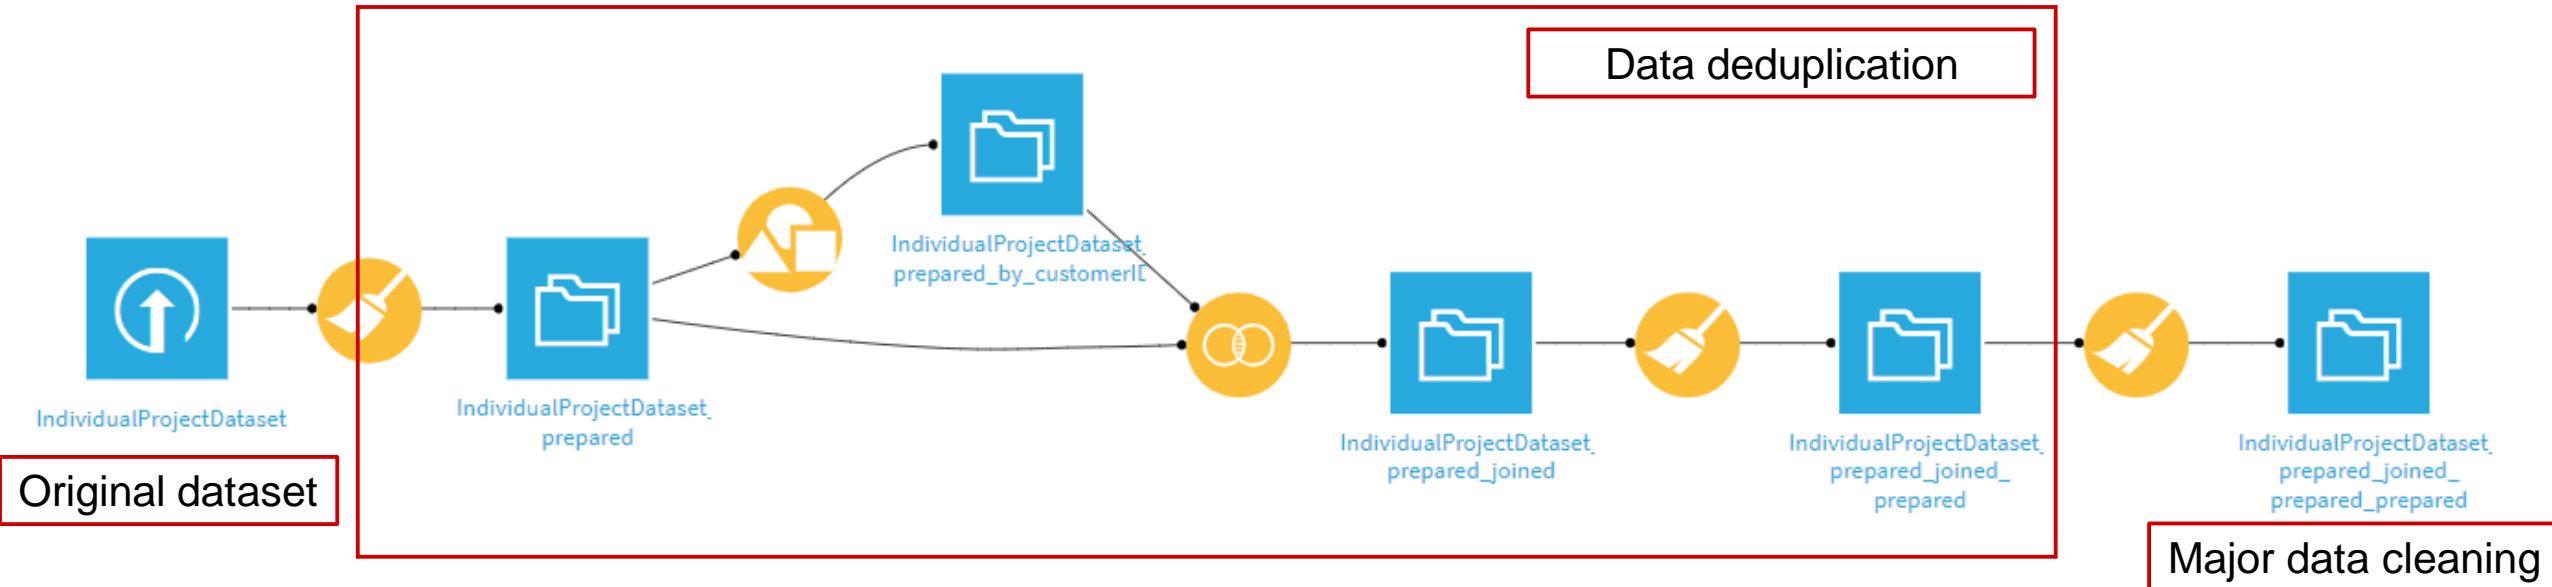 Data deduplication
IndividualProjectDataset_
prepared_by_customerID
IndividualProjectDataset
Original dataset
IndividualProjectDataset_
prepared
IndividualProjectDataset_
prepared_joined
IndividualProjectDataset_
prepared_joined_
prepared
IndividualProjectDataset_
prepared_joined_
prepared_prepared
Major data cleaning